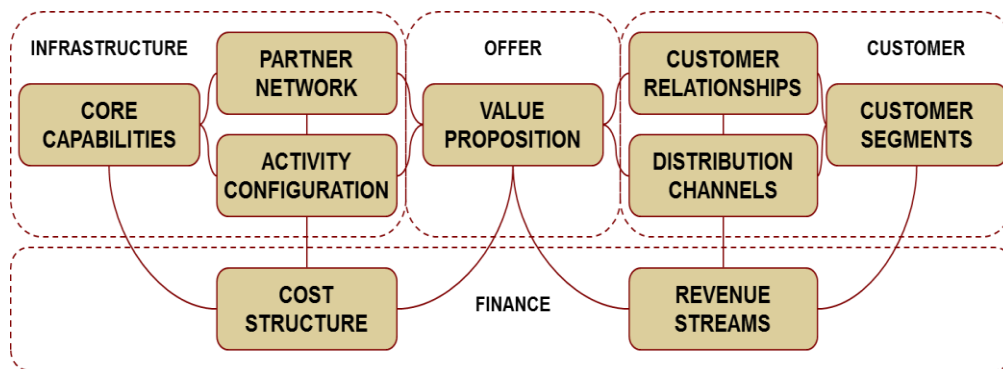 INFRASTRUCTURE
CORE
CAPABILITIES
PARTNER
NETWORK
ACTIVITY
CONFIGURATION
OFFER
VALUE
PROPOSITION
CUSTOMER
RELATIONSHIPS
DISTRIBUTION
CHANNELS
CUSTOMER
CUSTOMER
SEGMENTS
COST
STRUCTURE
FINANCE
REVENUE
STREAMS